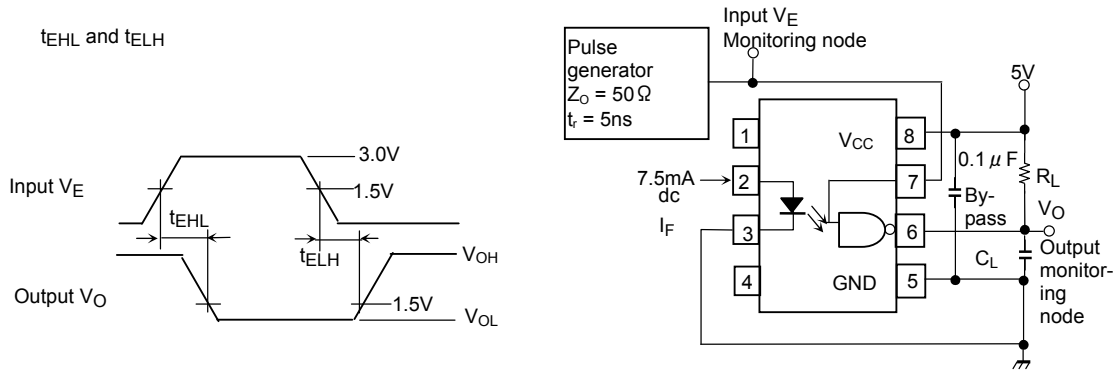 tEHL and tELH
Input VE
3.0V
1.5V
tEHL
tELH
VOH
Output VO
1.5V
VOL
Input VE
Monitoring node
Pulse
generator
ZO = 50Ω
tr = 5ns
5V
1
8
VCC
0.1 μF
RL
7.5mA
dc
2
7
By-
pass
VO
IF
3
6
CL
Output
monitor-
ing
node
4
GND
5